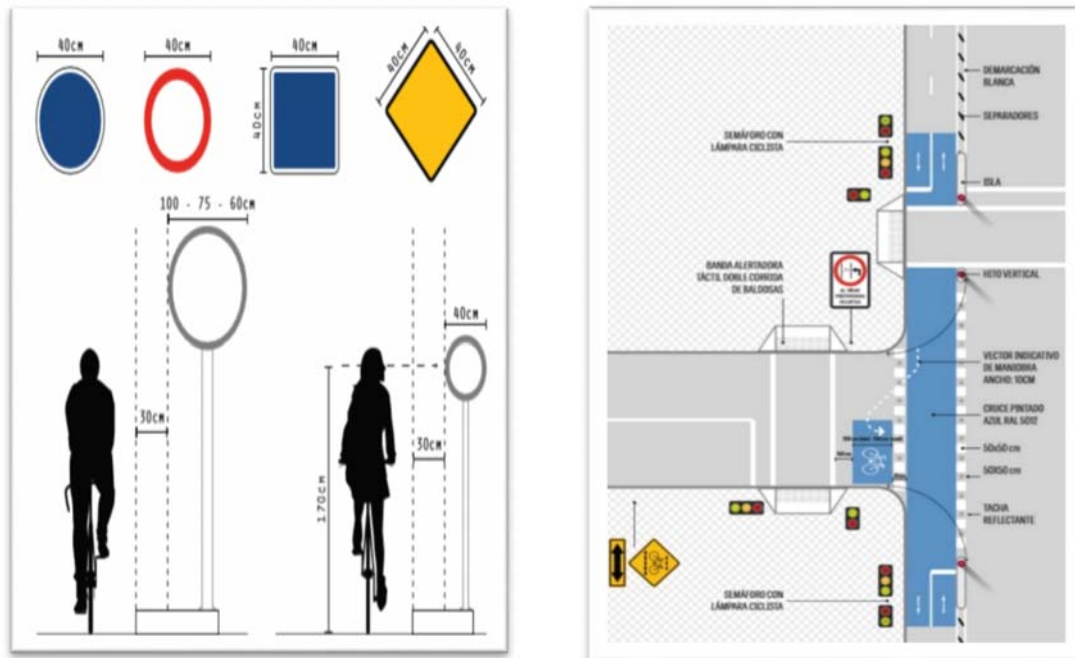 40cm
40cm
40cm
40cm
40cm
40cm
100 - 75 - 60cm
40cm
30cm
30cm
170cm
DEMARCACIÓN
BLANCA
SEPARADORES
SEMÁFORO CON
LÁMPARA CICLISTA
ISLA
BANDA ALERTADORA
TÁCTIL DOBLE CORRIDA
DE BALDOSAS
HITO VERTICAL
VECTOR INDICATIVO
DE MANIOBRA
ANCHO: 10CM
CRUCE PINTADO
AZUL RAL 5012
50x50 cm
50X50 cm
TACHA
REFLECTANTE
SEMÁFORO CON
LÁMPARA CICLISTA